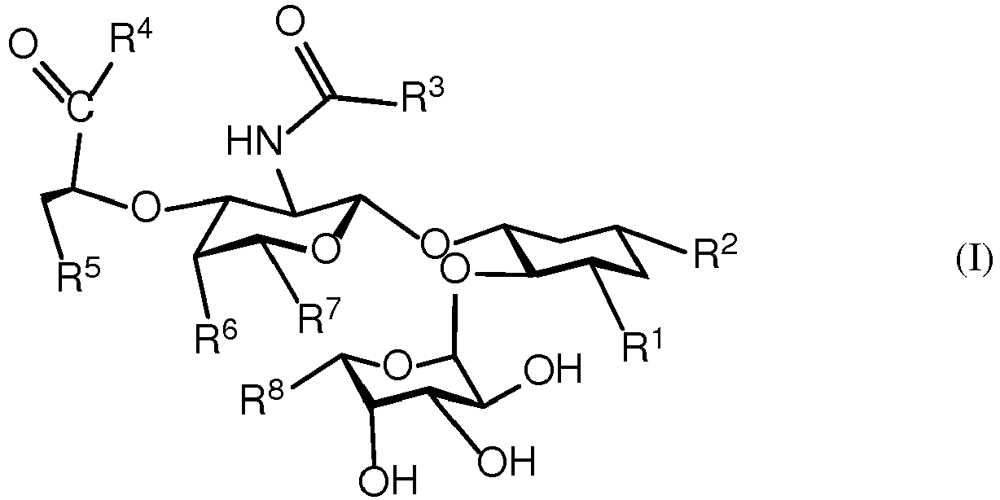 O R⁴ O
C R³
HN
O
O O R²
R⁵ O (I)
R⁶ R⁷ R¹
R⁸ O OH
OH
OH